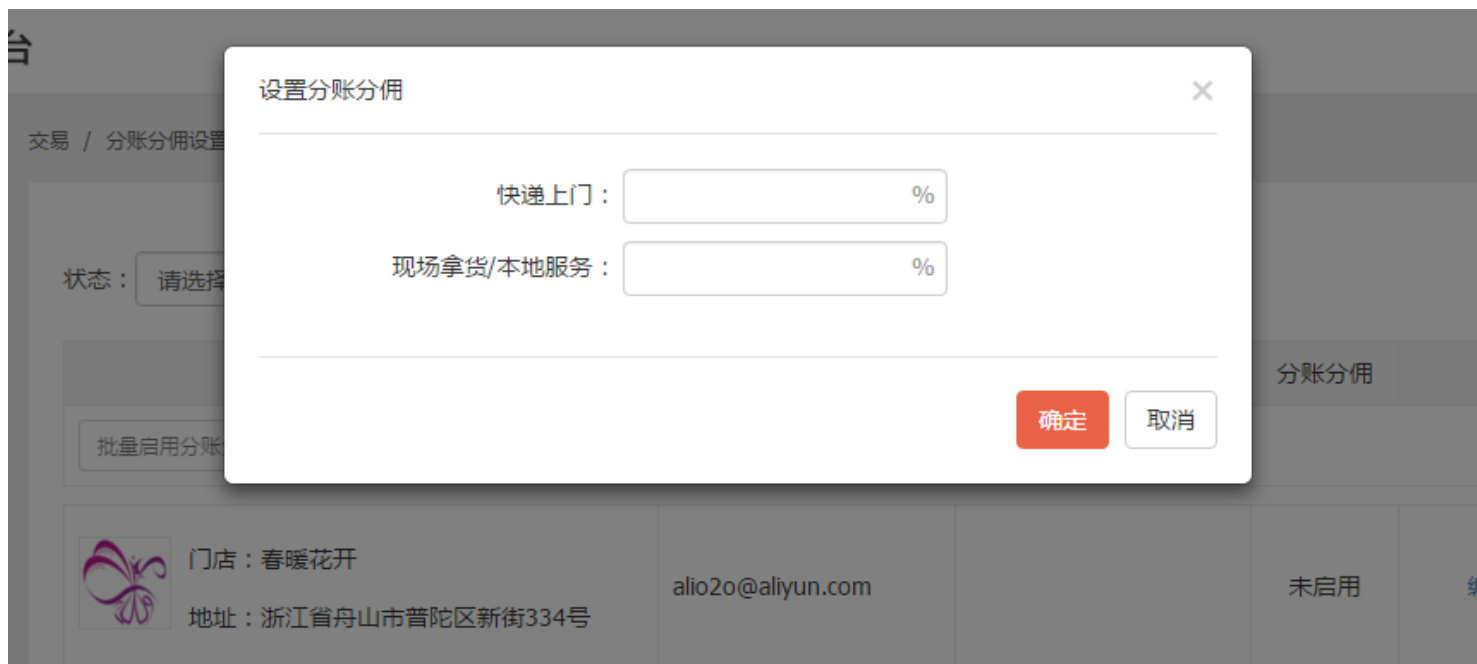 台
设置分账分佣
×
交易 / 分账分佣设置
快递上门：
%
现场拿货/本地服务：
%
状态：
请选择
分账分佣
确定
取消
批量启用分账
门店：春暖花开
地址：浙江省舟山市普陀区新街334号
alio2o@aliyun.com
未启用